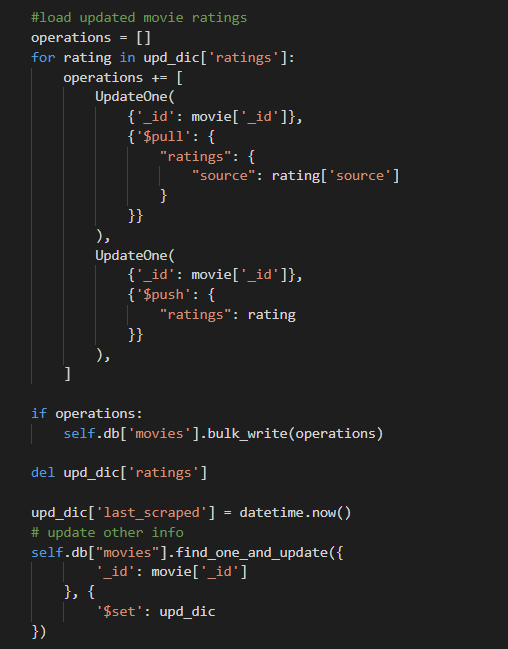 #load updated movie ratings
operations = []
for rating in upd_dic['ratings']:
    operations += [
        UpdateOne(
            {'_id': movie['_id']},
            {'$pull': {
                "ratings": {
                    "source": rating['source']
                }
            }}
        ),
        UpdateOne(
            {'_id': movie['_id']},
            {'$push': {
                "ratings": rating
            }}
        ),
    ]

if operations:
    self.db['movies'].bulk_write(operations)

del upd_dic['ratings']

upd_dic['last_scraped'] = datetime.now()
# update other info
self.db["movies"].find_one_and_update({
        '_id': movie['_id']
    }, {
        '$set': upd_dic
})